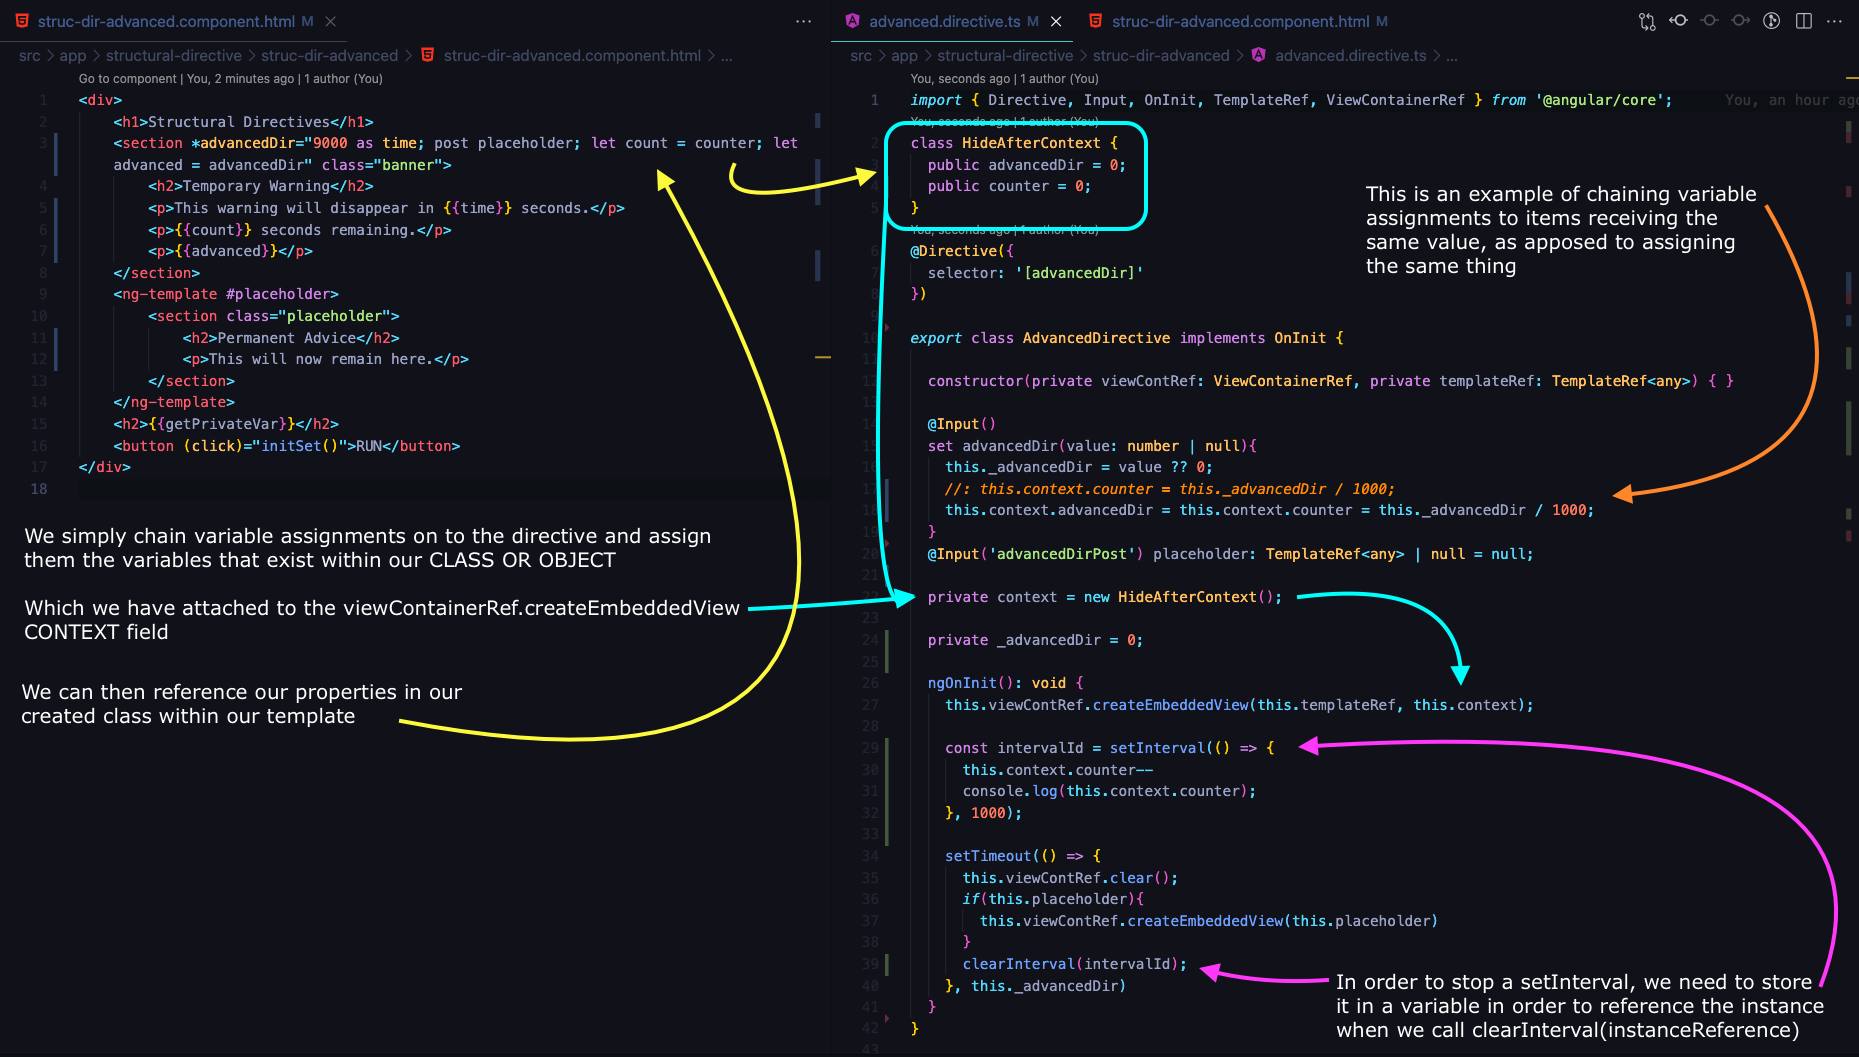 struc-dir-advanced.component.html M
src > app > structural-directive > struc-dir-advanced > struc-dir-advanced.component.html > ...
Go to component | You, 2 minutes ago | 1 author (You)
1 <div>
2 <h1>Structural Directives</h1>
3 <section *advancedDir="9000 as time; post placeholder; let count = counter; let
advanced = advancedDir" class="banner">
4 <h2>Temporary Warning</h2>
5 <p>This warning will disappear in {{time}} seconds.</p>
6 <p>{{count}} seconds remaining.</p>
7 <p>{{advanced}}</p>
8 </section>
9 <ng-template #placeholder>
10 <section class="placeholder">
11 <h2>Permanent Advice</h2>
12 <p>This will now remain here.</p>
13 </section>
14 </ng-template>
15 <h2>{{getPrivateVar}}</h2>
16 <button (click)="initSet()">RUN</button>
17 </div>
18
We simply chain variable assignments on to the directive and assign
them the variables that exist within our CLASS OR OBJECT
Which we have attached to the viewContainerRef.createEmbeddedView
CONTEXT field
We can then reference our properties in our
created class within our template
advanced.directive.ts M
struc-dir-advanced.component.html M
src > app > structural-directive > struc-dir-advanced > advanced.directive.ts > ...
You, seconds ago | 1 author (You)
1 import { Directive, Input, OnInit, TemplateRef, ViewContainerRef } from '@angular/core'; You, an hour ago
You, seconds ago | 1 author (You)
2 class HideAfterContext {
3 public advancedDir = 0;
4 public counter = 0;
5 }
You, seconds ago | 1 author (You)
6 @Directive({
7 selector: '[advancedDir]'
8 })
9
10 export class AdvancedDirective implements OnInit {
11
12 constructor(private viewContRef: ViewContainerRef, private templateRef: TemplateRef<any>) { }
13
14 @Input()
15 set advancedDir(value: number | null){
16 this._advancedDir = value ?? 0;
17 //: this.context.counter = this._advancedDir / 1000;
18 this.context.advancedDir = this.context.counter = this._advancedDir / 1000;
19 }
20 @Input('advancedDirPost') placeholder: TemplateRef<any> | null = null;
21
22 private context = new HideAfterContext();
23
24 private _advancedDir = 0;
25
26 ngOnInit(): void {
27 this.viewContRef.createEmbeddedView(this.templateRef, this.context);
28
29 const intervalId = setInterval(() => {
30 this.context.counter--
31 console.log(this.context.counter);
32 }, 1000);
33
34 setTimeout(() => {
35 this.viewContRef.clear();
36 if(this.placeholder){
37 this.viewContRef.createEmbeddedView(this.placeholder)
38 }
39 clearInterval(intervalId);
40 }, this._advancedDir)
41 }
42 }
43
This is an example of chaining variable
assignments to items receiving the
same value, as apposed to assigning
the same thing
In order to stop a setInterval, we need to store
it in a variable in order to reference the instance
when we call clearInterval(instanceReference)